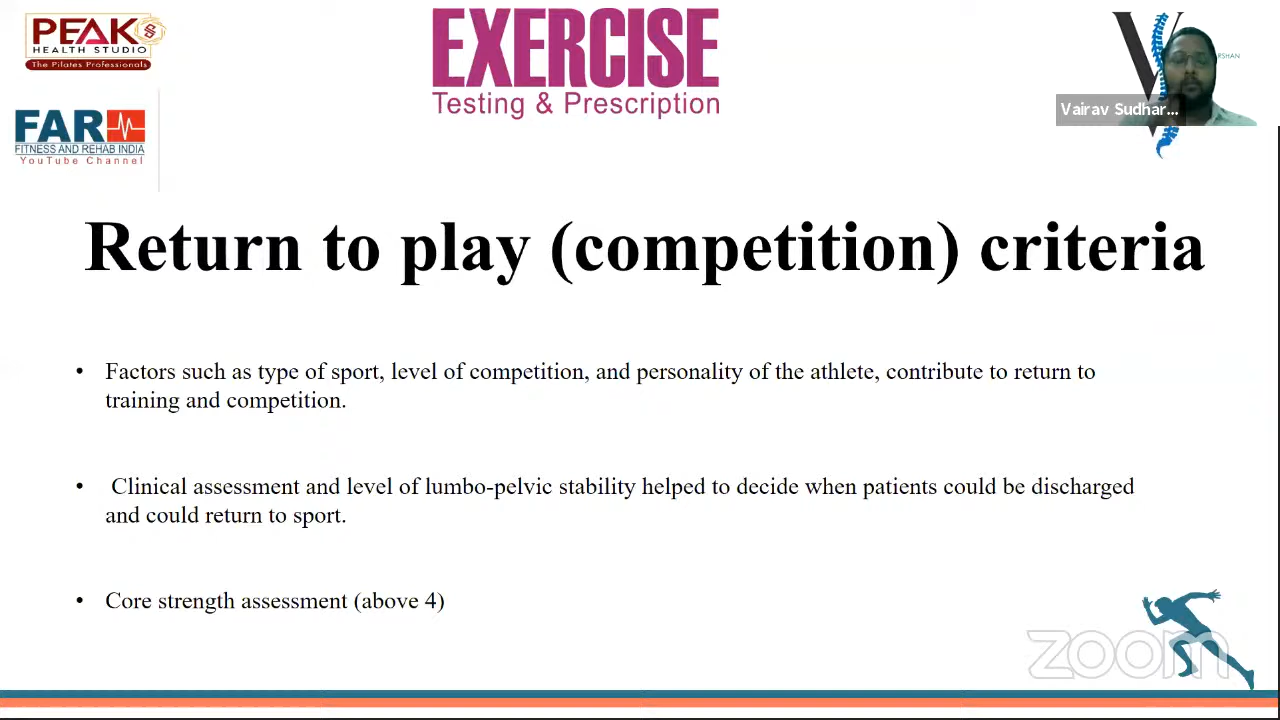 PEAK
HEALTH STUDIO
The Pilates Professionals
EXERCISE
Testing & Prescription
RSHAN
Vairav Sudhar...
FAR
FITNESS AND REHAB INDIA
YouTube Channel
Return to play (competition) criteria
• Factors such as type of sport, level of competition, and personality of the athlete, contribute to return to
training and competition.
• Clinical assessment and level of lumbo-pelvic stability helped to decide when patients could be discharged
and could return to sport.
• Core strength assessment (above 4)
zoom